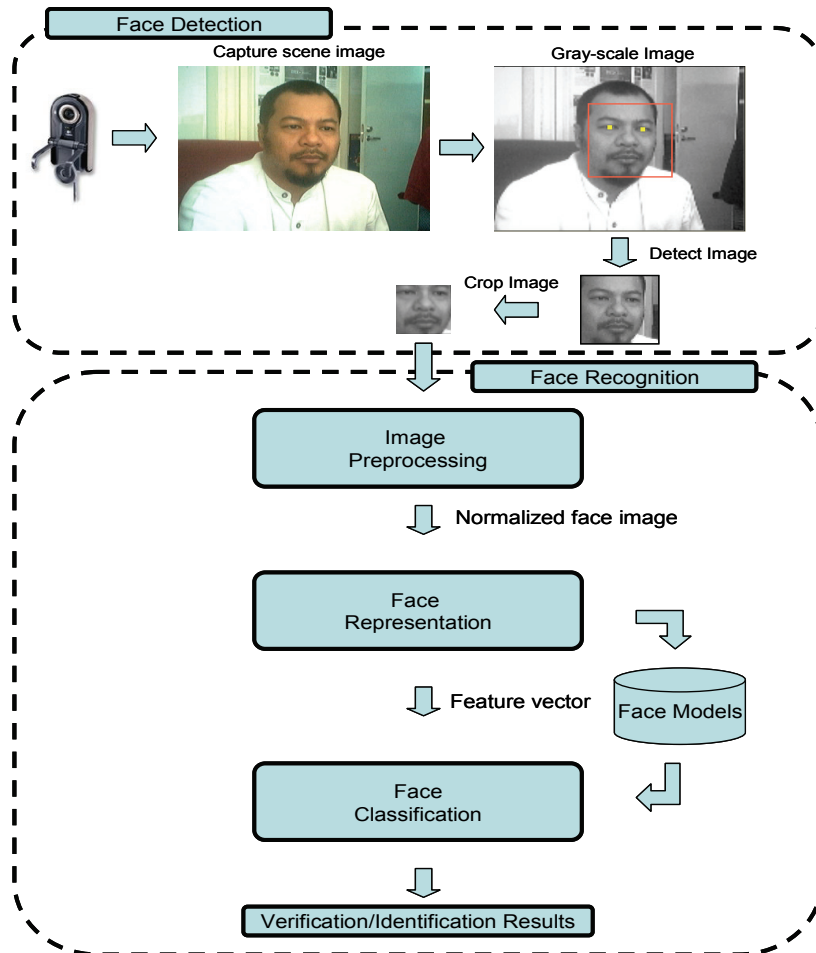 Face Detection
Capture scene image
Gray-scale Image
Detect Image
Crop Image
Face Recognition
Image
Preprocessing
Normalized face image
Face
Representation
Feature vector
Face Models
Face
Classification
Verification/Identification Results